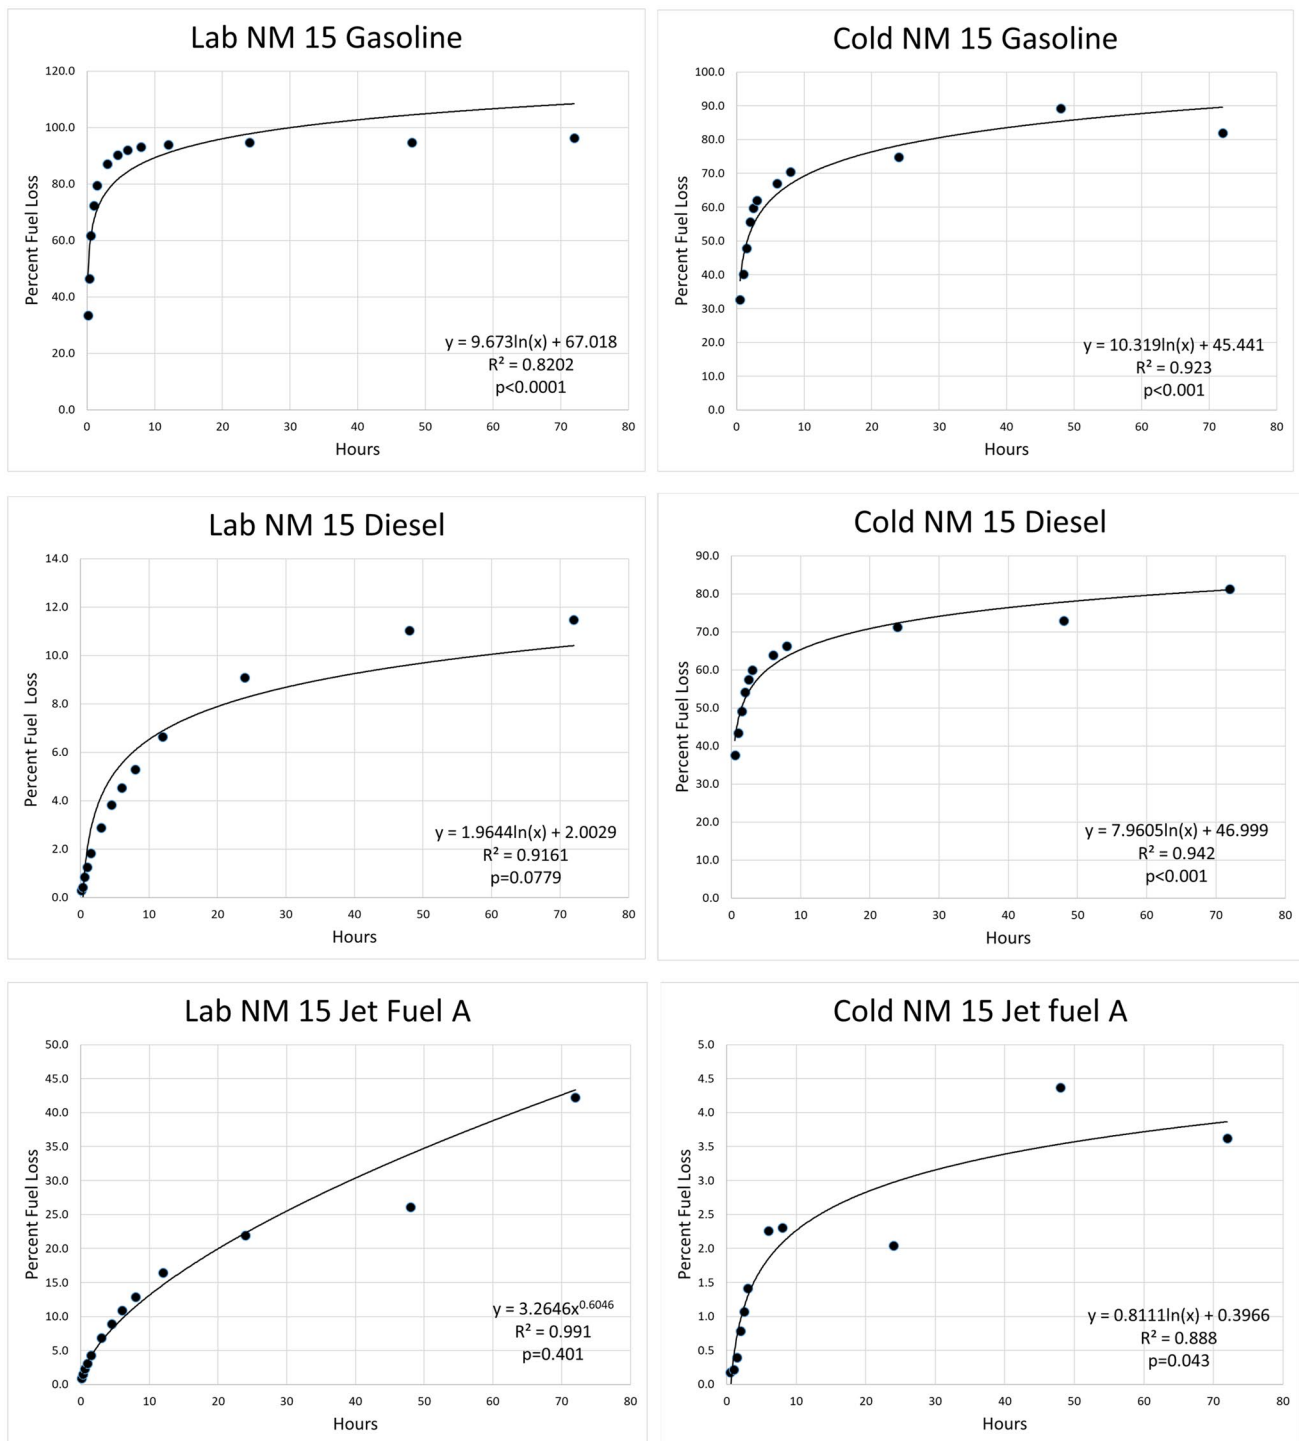 Lab NM 15 Gasoline
Percent Fuel Loss
120.0
100.0
80.0
60.0
40.0
20.0
0.0
y = 9.673ln(x) + 67.018
R² = 0.8202
p<0.0001
0 10 20 30 40 50 60 70 80
Hours
Cold NM 15 Gasoline
Percent Fuel Loss
100.0
90.0
80.0
70.0
60.0
50.0
40.0
30.0
20.0
10.0
0.0
y = 10.319ln(x) + 45.441
R² = 0.923
p<0.001
0 10 20 30 40 50 60 70 80
Hours
Lab NM 15 Diesel
Percent Fuel Loss
14.0
12.0
10.0
8.0
6.0
4.0
2.0
0.0
y = 1.9644ln(x) + 2.0029
R² = 0.9161
p=0.0779
0 10 20 30 40 50 60 70 80
Hours
Cold NM 15 Diesel
Percent Fuel Loss
90.0
80.0
70.0
60.0
50.0
40.0
30.0
20.0
10.0
0.0
y = 7.9605ln(x) + 46.999
R² = 0.942
p<0.001
0 10 20 30 40 50 60 70 80
Hours
Lab NM 15 Jet Fuel A
Percent Fuel Loss
50.0
45.0
40.0
35.0
30.0
25.0
20.0
15.0
10.0
5.0
0.0
y = 3.2646x^0.6046
R² = 0.991
p=0.401
0 10 20 30 40 50 60 70 80
Hours
Cold NM 15 Jet fuel A
Percent Fuel Loss
5.0
4.5
4.0
3.5
3.0
2.5
2.0
1.5
1.0
0.5
0.0
y = 0.8111ln(x) + 0.3966
R² = 0.888
p=0.043
0 10 20 30 40 50 60 70 80
Hours